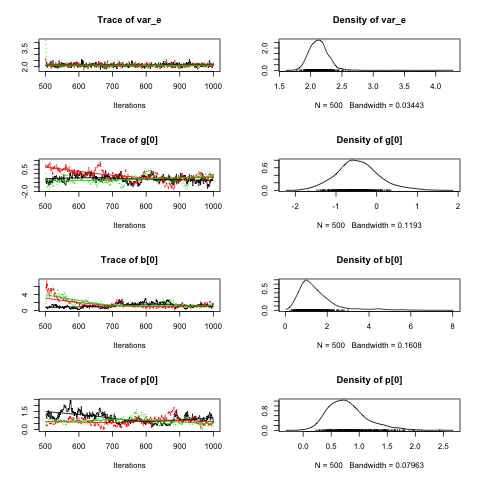 Trace of var_e
2.0 3.5
500 600 700 800 900 1000
Iterations
Density of var_e
0.0 2.0
1.5 2.0 2.5 3.0 3.5 4.0
N = 500 Bandwidth = 0.03443
Trace of g[0]
-2.0 0.5
500 600 700 800 900 1000
Iterations
Density of g[0]
0.0 0.6
-2 -1 0 1 2
N = 500 Bandwidth = 0.1193
Trace of b[0]
0 4
500 600 700 800 900 1000
Iterations
Density of b[0]
0.0 0.5
0 2 4 6 8
N = 500 Bandwidth = 0.1608
Trace of p[0]
0.0 1.5
500 600 700 800 900 1000
Iterations
Density of p[0]
0.0 0.8
0.0 0.5 1.0 1.5 2.0 2.5
N = 500 Bandwidth = 0.07963